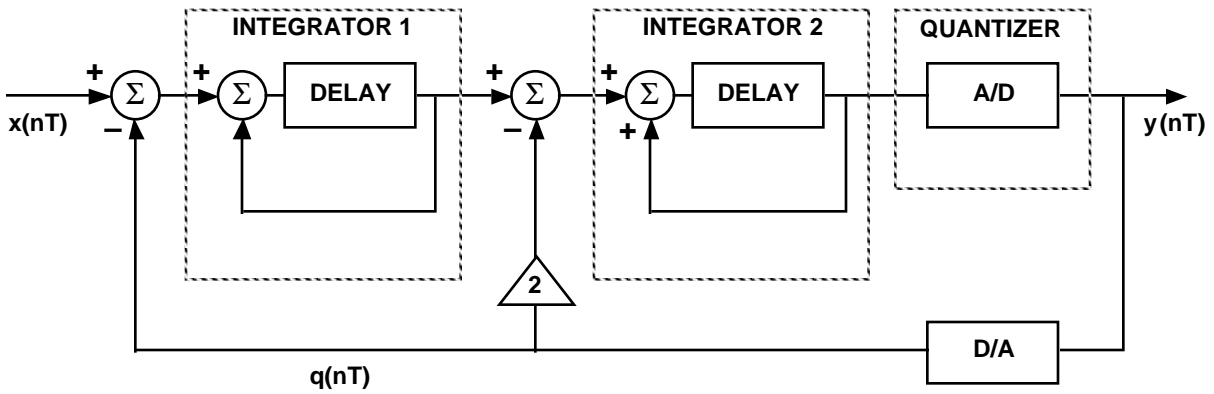 INTEGRATOR 1
INTEGRATOR 2
QUANTIZER
+
Σ
+
Σ
DELAY
+
Σ
+
Σ
DELAY
A/D
x(nT)
−
−
+
y(nT)
2
D/A
q(nT)